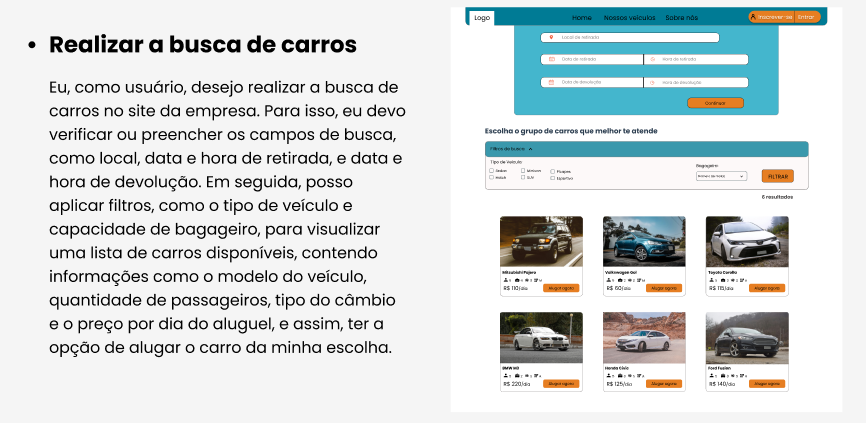 Realizar a busca de carros
Eu, como usuário, desejo realizar a busca de
carros no site da empresa. Para isso, eu devo
verificar ou preencher os campos de busca,
como local, data e hora de retirada, e data e
hora de devolução. Em seguida, posso
aplicar filtros, como o tipo de veículo e
capacidade de bagageiro, para visualizar
uma lista de carros disponíveis, contendo
informações como o modelo do veículo,
quantidade de passageiros, tipo do câmbio
e o preço por dia do aluguel, e assim, ter a
opção de alugar o carro da minha escolha.
Logo
Home Nossos veículos Sobre nós
Inscrever-se Entrar
Local de retirada
Data de retirada Hora de retirada
Data de devolução Hora de devolução
Continuar
Escolha o grupo de carros que melhor te atende
Filtros de busca
Tipo de Veículo
Bagageiro
Sedan Minivan Picapes
Hatch SUV Esportivo
FILTRAR
6 resultados
Mitsubishi Pajero
R$ 110/dia Alugar agora
Volkswagen Gol
R$ 60/dia Alugar agora
Toyota Corolla
R$ 115/dia Alugar agora
BMW M3
R$ 220/dia Alugar agora
Honda Civic
R$ 125/dia Alugar agora
Ford Fusion
R$ 140/dia Alugar agora